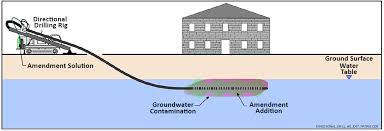 Directional
Drilling Rig
Amendment Solution
Ground Surface
Water
Table
Groundwater
Contamination
Amendment
Addition